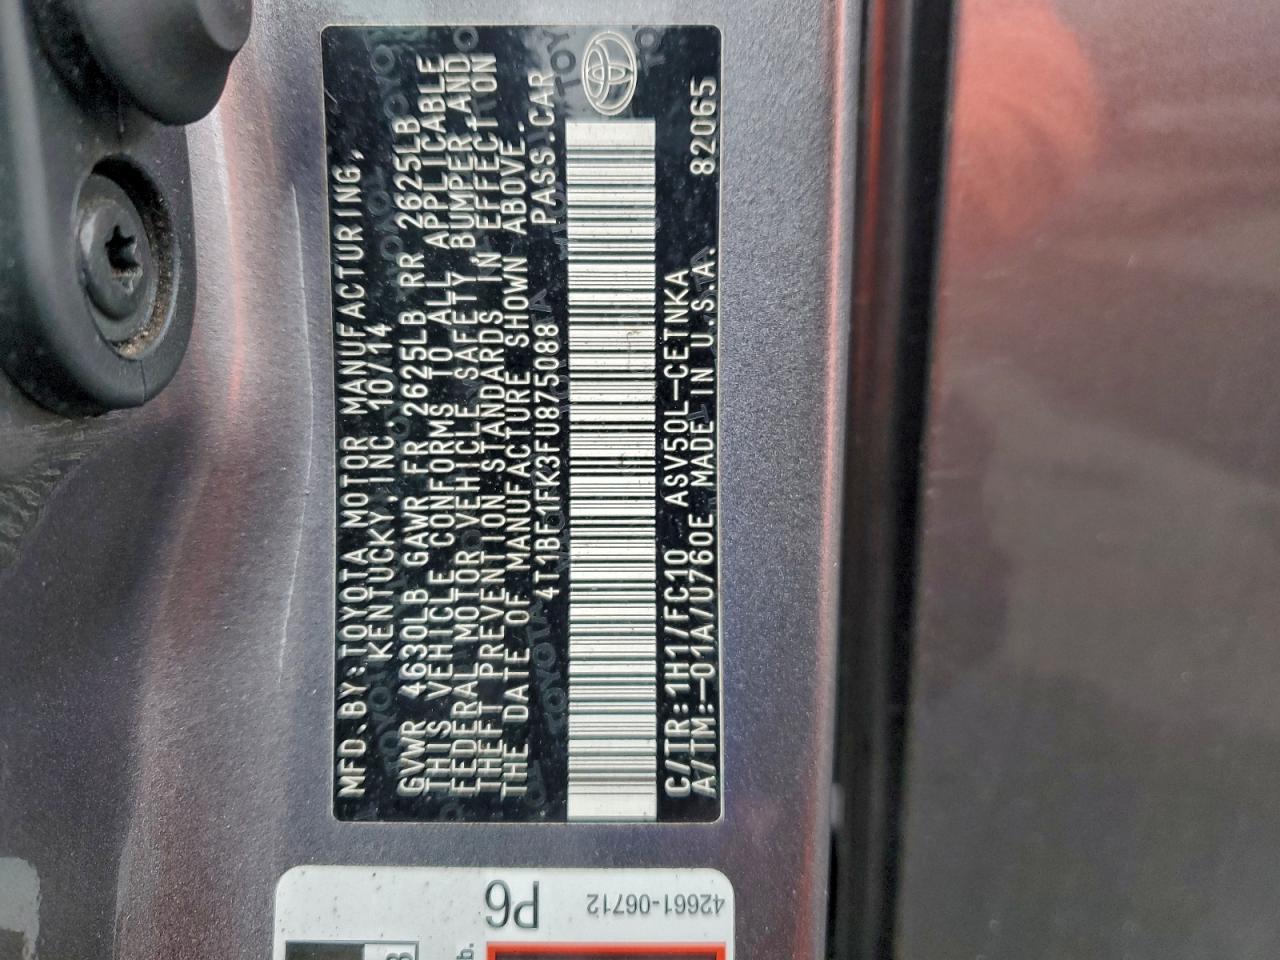 MFD.BY:TOYOTA MOTOR MANUFACTURING,
KENTUCKY, INC. 10/14
GVWR 4630LB GAWR FR 2625LB RR 2625LB
THIS VEHICLE CONFORMS TO ALL APPLICABLE
FEDERAL MOTOR VEHICLE SAFETY, BUMPER, AND
THEFT PREVENTION STANDARDS IN EFFECT ON
THE DATE OF MANUFACTURE SHOWN ABOVE.
4T1BF1FK3FU875088 PASS.CAR
C/TR:1H1/FC10 ASV50L-CETNKA
A/TM:-01A/U760E MADE IN U.S.A. 82065
P6
42661-06712